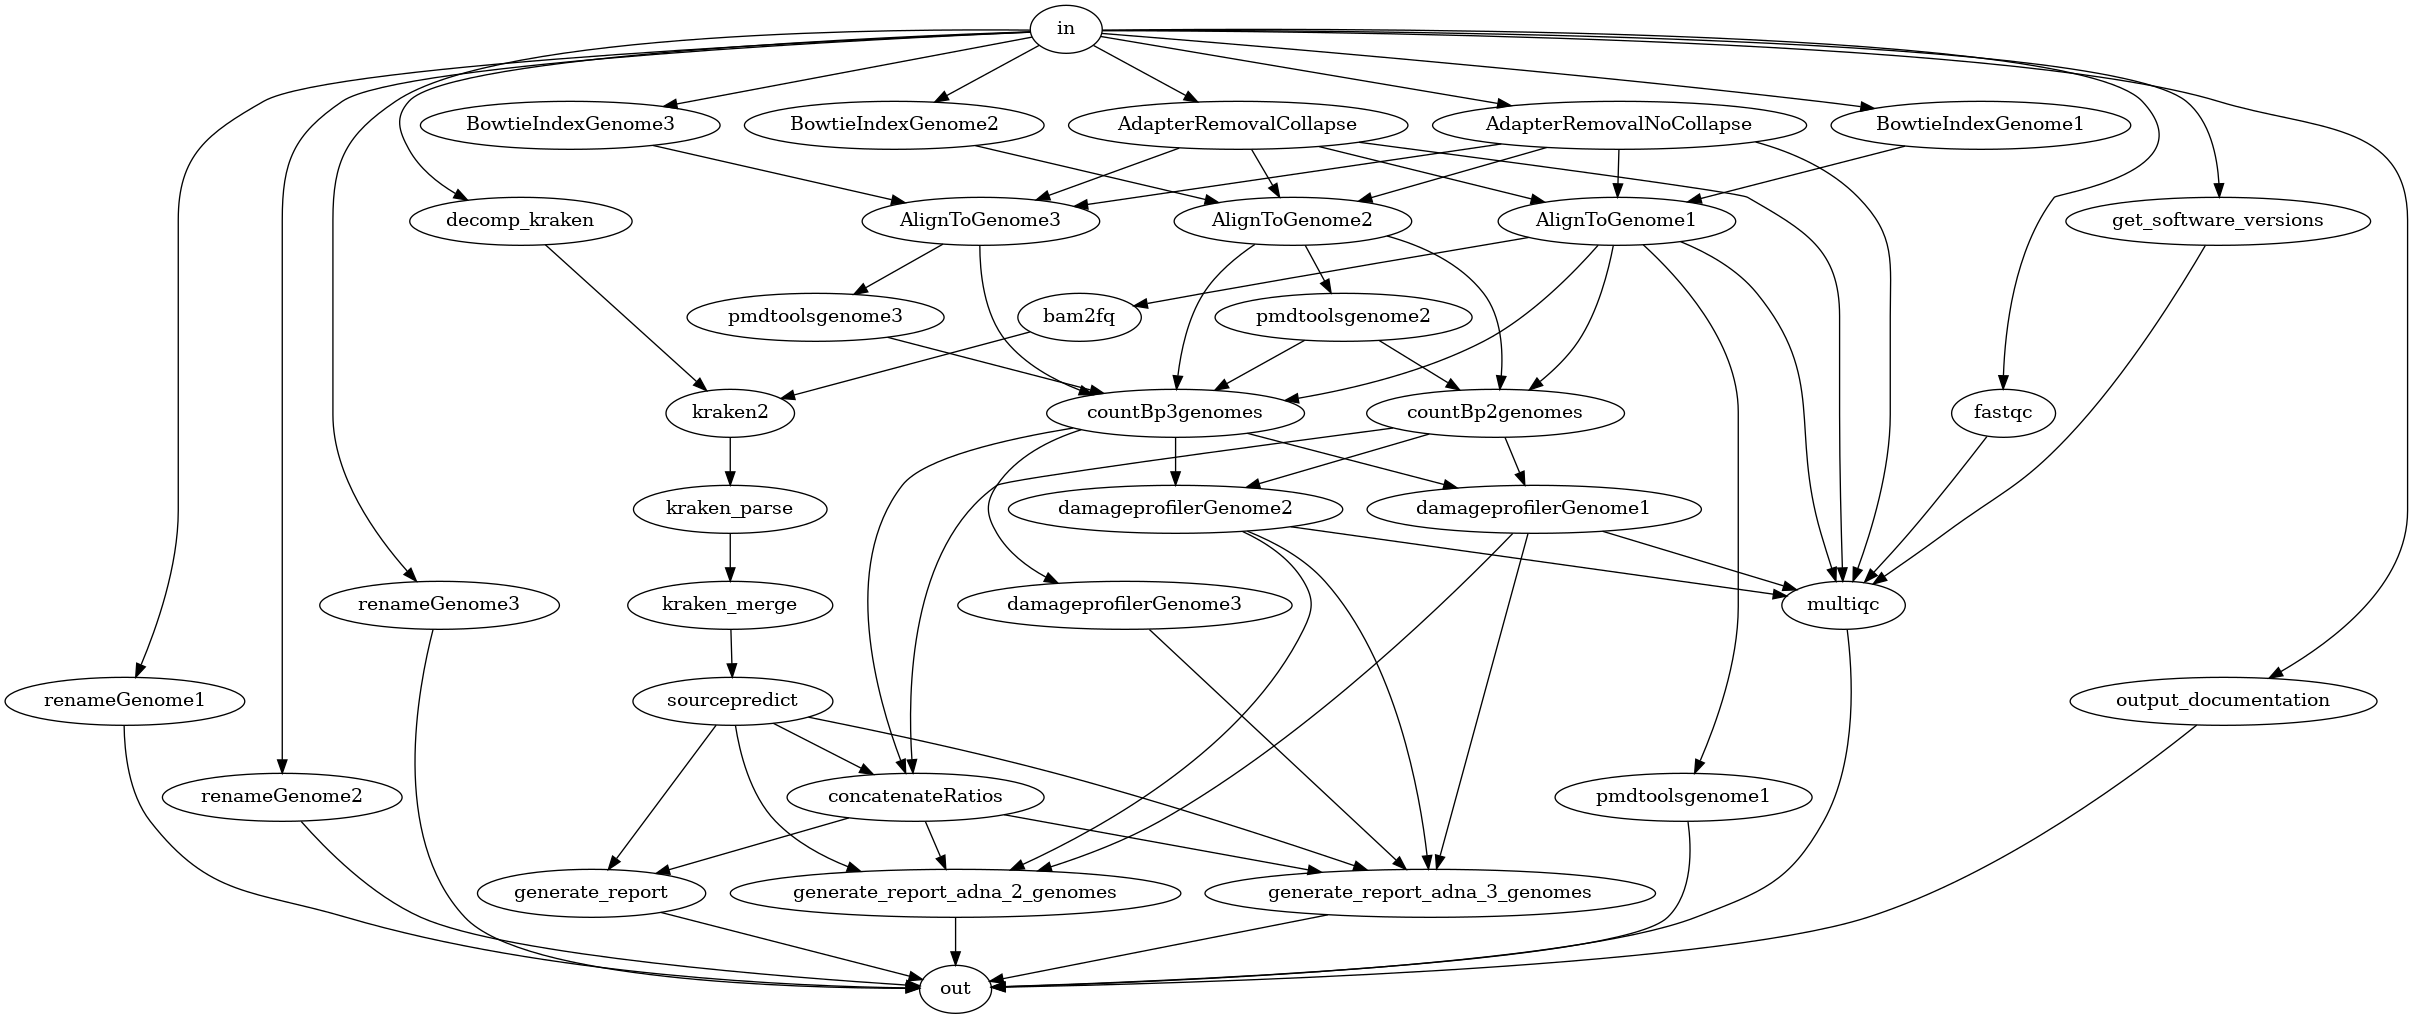 in
BowtieIndexGenome3
BowtieIndexGenome2
AdapterRemovalCollapse
AdapterRemovalNoCollapse
BowtieIndexGenome1
decomp_kraken
AlignToGenome3
AlignToGenome2
AlignToGenome1
get_software_versions
pmdtoolsgenome3
bam2fq
pmdtoolsgenome2
kraken2
countBp3genomes
countBp2genomes
fastqc
kraken_parse
damageprofilerGenome2
damageprofilerGenome1
renameGenome3
kraken_merge
damageprofilerGenome3
multiqc
renameGenome1
sourcepredict
output_documentation
renameGenome2
concatenateRatios
pmdtoolsgenome1
generate_report
generate_report_adna_2_genomes
generate_report_adna_3_genomes
out